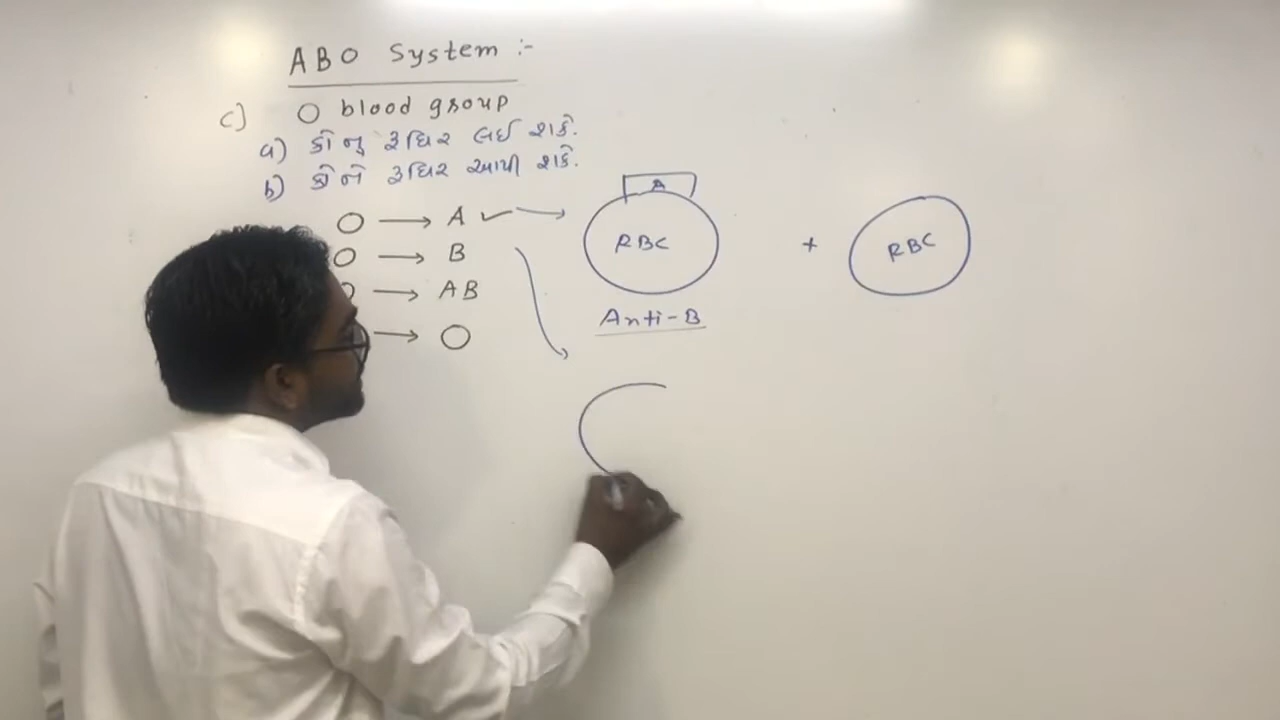 ABO System :-
c] O blood group
a) કોનુ રુધિર લઈ શકે.
b) કોને રુધિર આપી શકે.
O → A ✓ →
O → B
O → AB
→ O
A
RBC
Anti-B
+
RBC